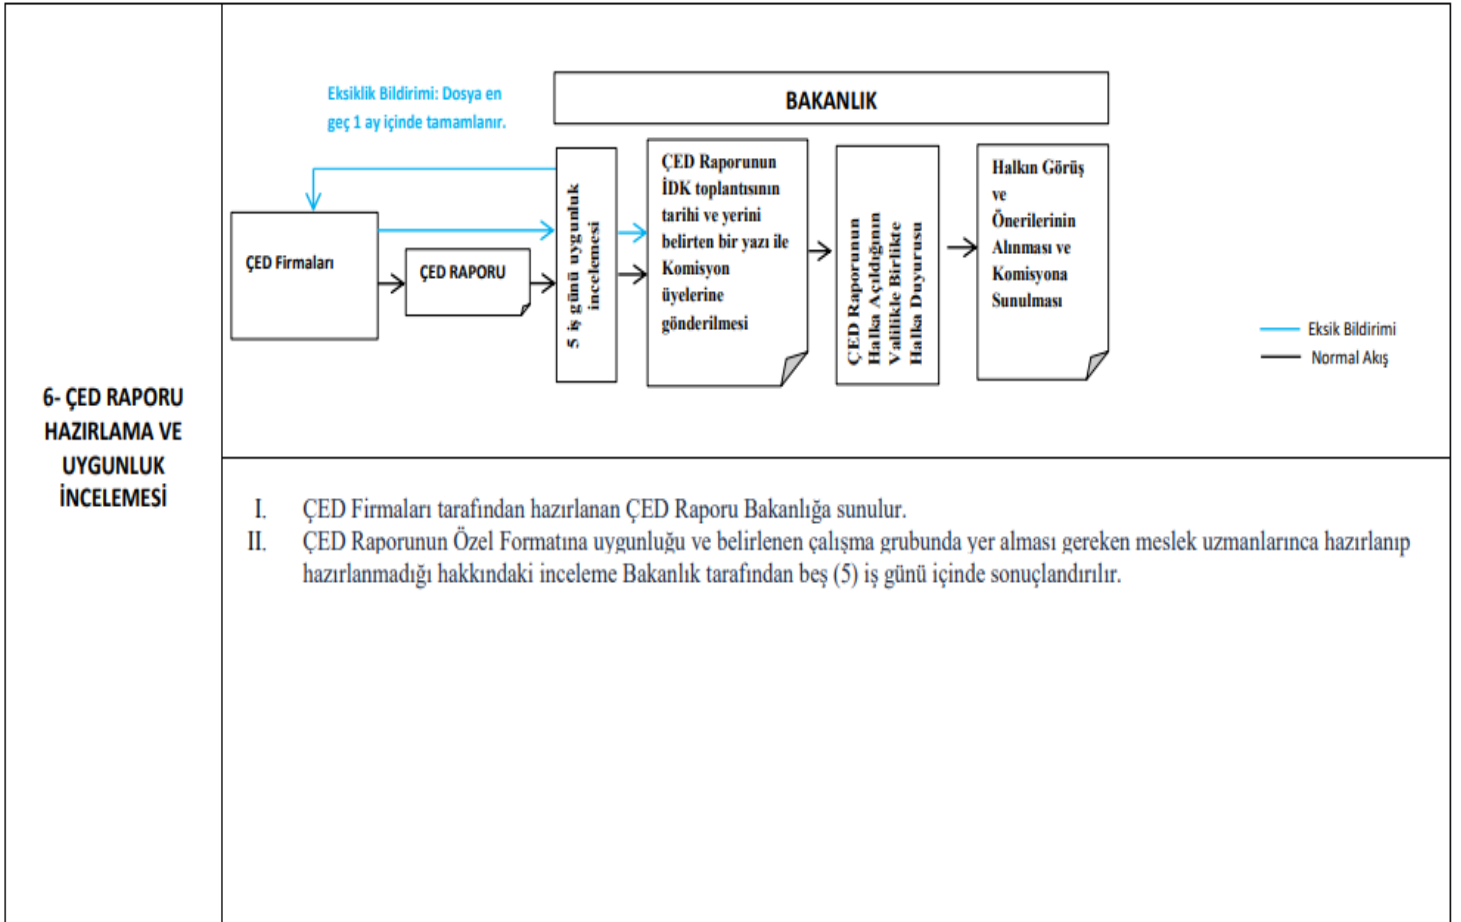 6- ÇED RAPORU
HAZIRLAMA VE
UYGUNLUK
İNCELEMESİ
Eksiklik Bildirimi: Dosya en
geç 1 ay içinde tamamlanır.
BAKANLIK
ÇED Firmaları
ÇED RAPORU
5 iş günü uygunluk
incelemesi
ÇED Raporunun
İDK toplantısının
tarihi ve yerini
belirten bir yazı ile
Komisyon
üyelerine
gönderilmesi
ÇED Raporunun
Halka Açıldığının
Valilikle Birlikte
Halka Duyurusu
Halkın Görüş
ve
Önerilerinin
Alınması ve
Komisyona
Sunulması
Eksik Bildirimi
Normal Akış
I. ÇED Firmaları tarafından hazırlanan ÇED Raporu Bakanlığa sunulur.
II. ÇED Raporunun Özel Formatına uygunluğu ve belirlenen çalışma grubunda yer alması gereken meslek uzmanlarınca hazırlanıp
hazırlanmadığı hakkındaki inceleme Bakanlık tarafından beş (5) iş günü içinde sonuçlandırılır.